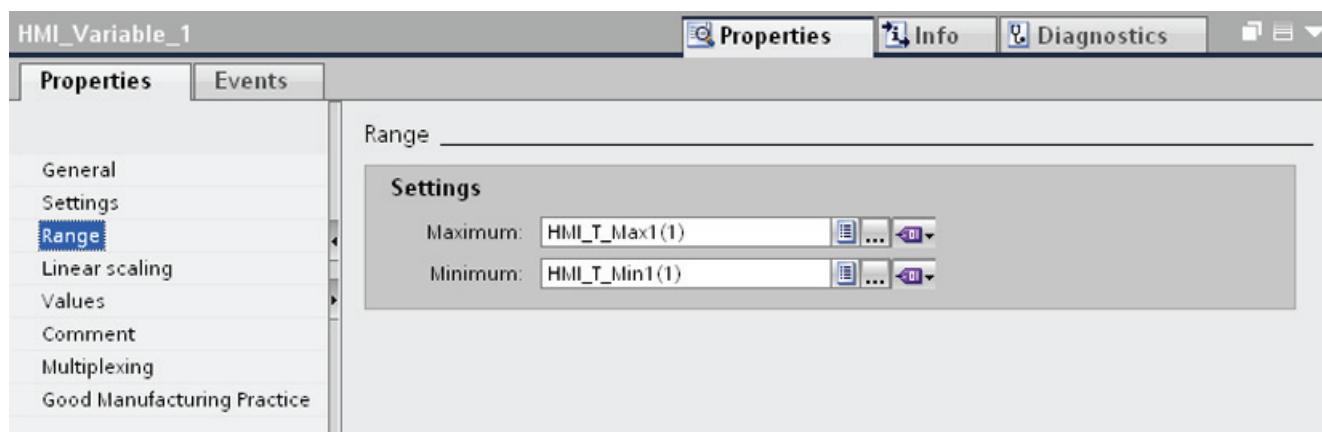 HMI_Variable_1
Properties
Info
Diagnostics
Properties
Events
General
Settings
Range
Linear scaling
Values
Comment
Multiplexing
Good Manufacturing Practice
Range
Settings
Maximum: HMI_T_Max1(1) ...
Minimum: HMI_T_Min1(1) ...